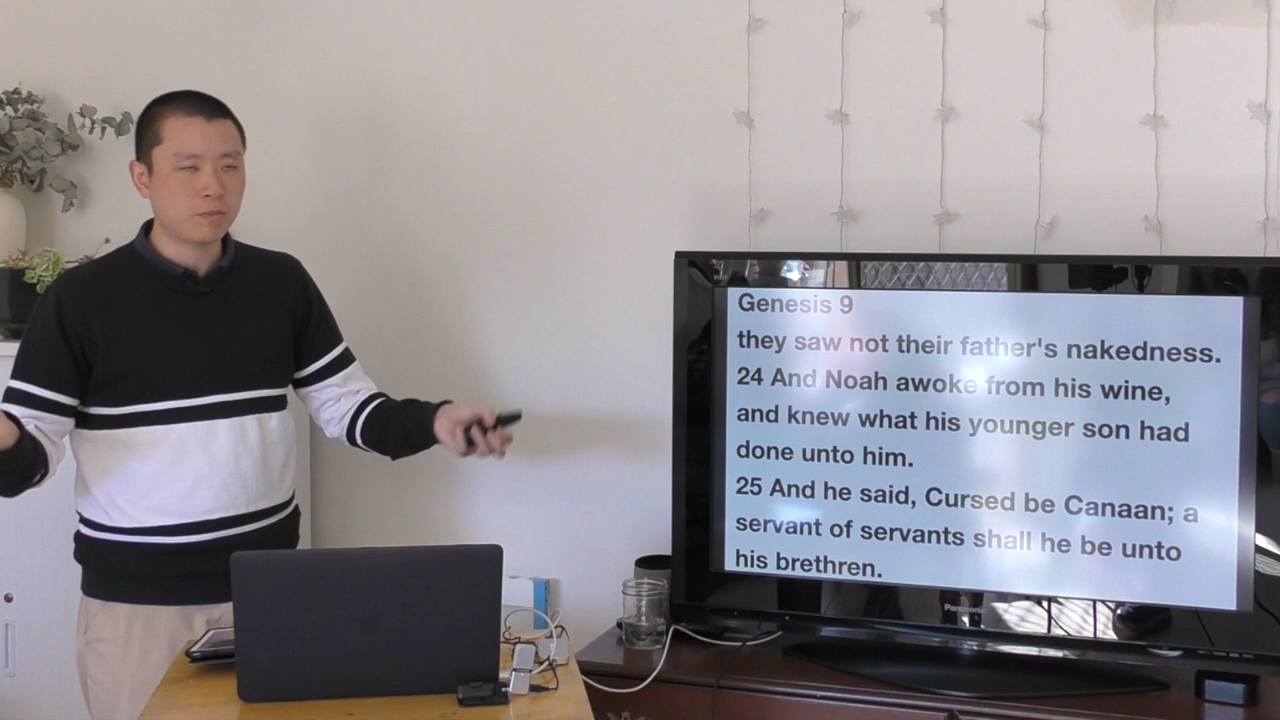 Genesis 9
they saw not their father's nakedness.
24 And Noah awoke from his wine,
and knew what his younger son had
done unto him.
25 And he said, Cursed be Canaan; a
servant of servants shall he be unto
his brethren.
Panasonic